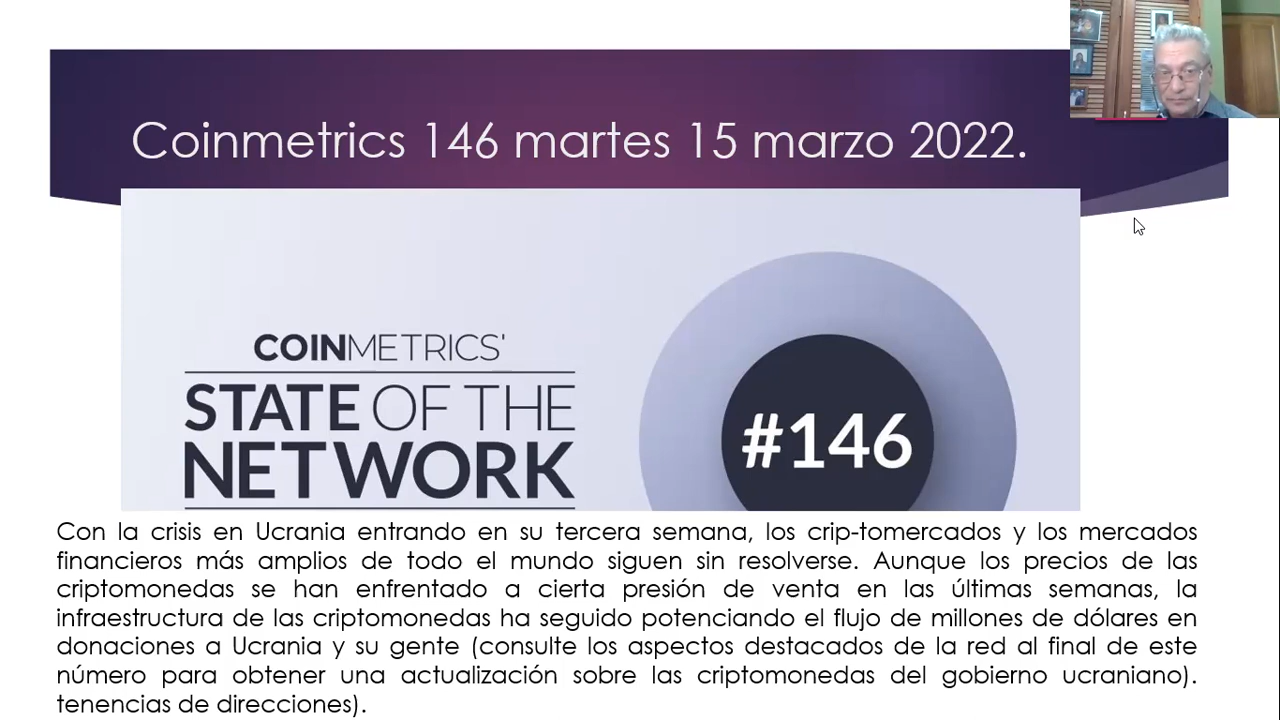 Coinmetrics 146 martes 15 marzo 2022.
COINMETRICS'
STATE OF THE
NETWORK
#146
Con la crisis en Ucrania entrando en su tercera semana, los crip-tomercados y los mercados
financieros más amplios de todo el mundo siguen sin resolverse. Aunque los precios de las
criptomonedas se han enfrentado a cierta presión de venta en las últimas semanas, la
infraestructura de las criptomonedas ha seguido potenciando el flujo de millones de dólares en
donaciones a Ucrania y su gente (consulte los aspectos destacados de la red al final de este
número para obtener una actualización sobre las criptomonedas del gobierno ucraniano).
tenencias de direcciones).